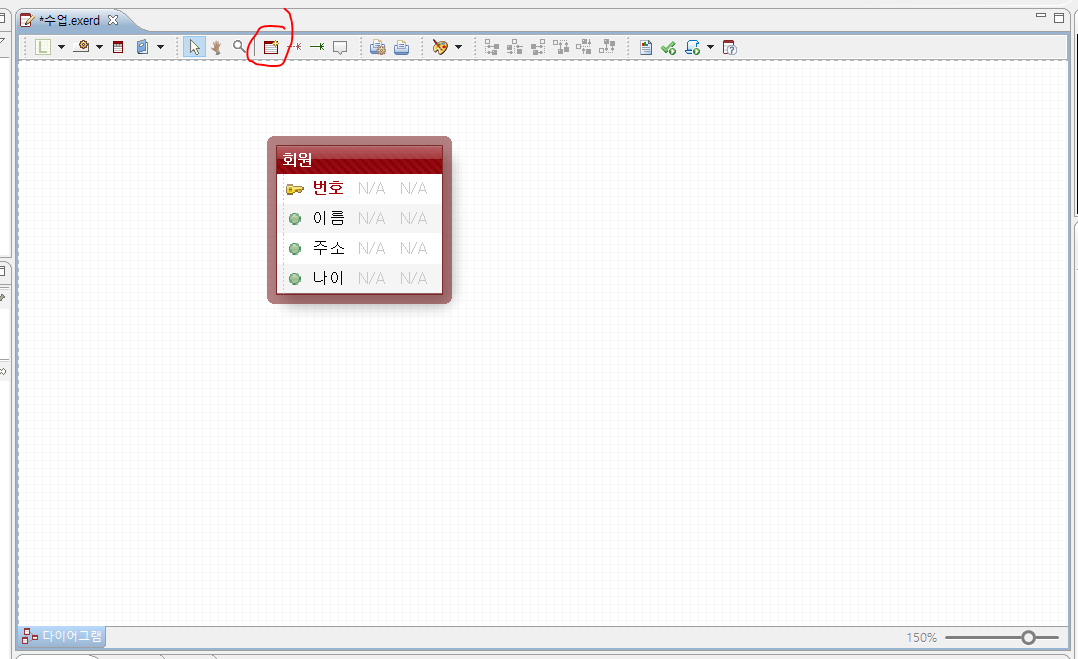 *수업.exerd
L
회원
번호 N/A N/A
이름 N/A N/A
주소 N/A N/A
나이 N/A N/A
다이어그램
150%